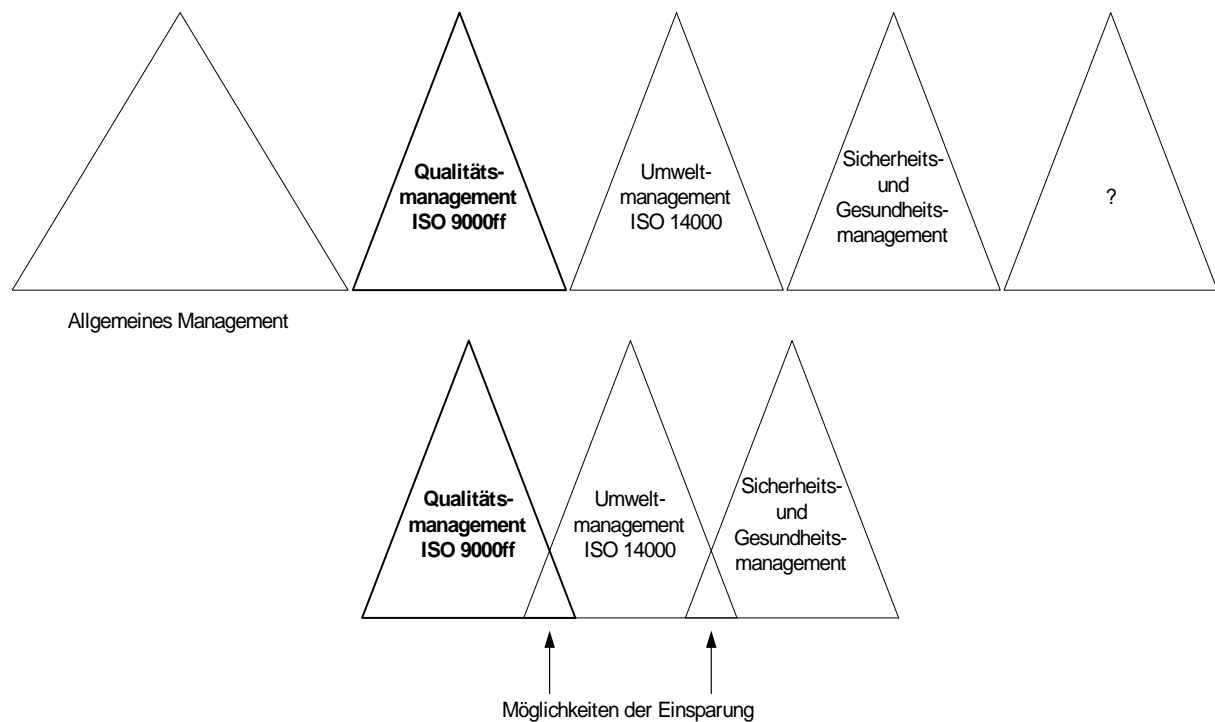 Qualitäts-
management
ISO 9000ff
Umwelt-
management
ISO 14000
Sicherheits-
und
Gesundheits-
management
?
Allgemeines Management
Qualitäts-
management
ISO 9000ff
Umwelt-
management
ISO 14000
Sicherheits-
und
Gesundheits-
management
Möglichkeiten der Einsparung